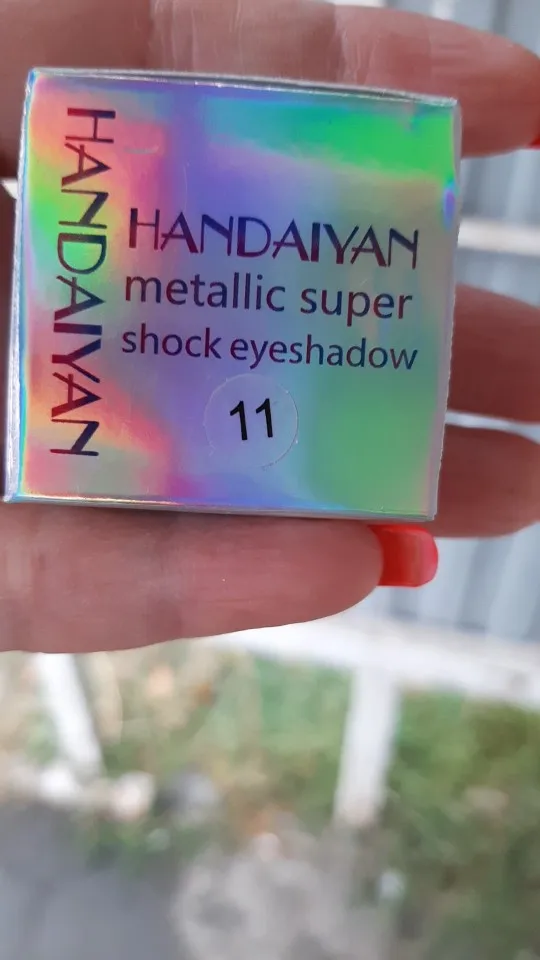 HANDAIYAN
HANDAIYAN
metallic super
shock eyeshadow
11